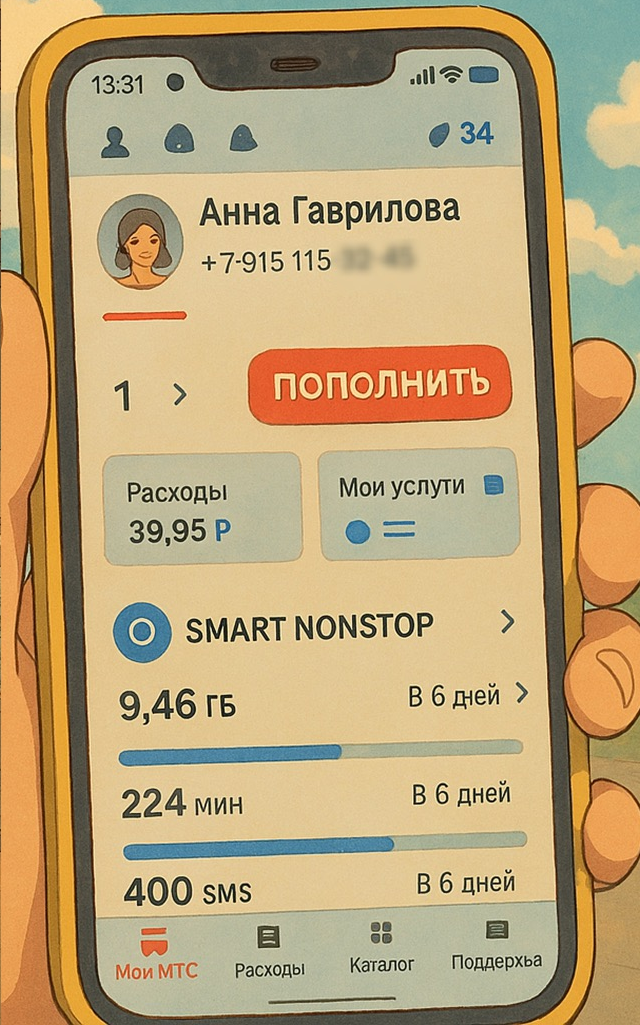 13:31
34
Анна Гаврилова
+7-915 115
1
ПОПОЛНИТЬ
Расходы
39,95 Р
Мои услути
SMART NONSTOP
9,46 ГБ
В 6 дней
224 мин
В 6 дней
400 SMS
В 6 дней
Мои МТС
Расходы
Каталог
Поддерхьа